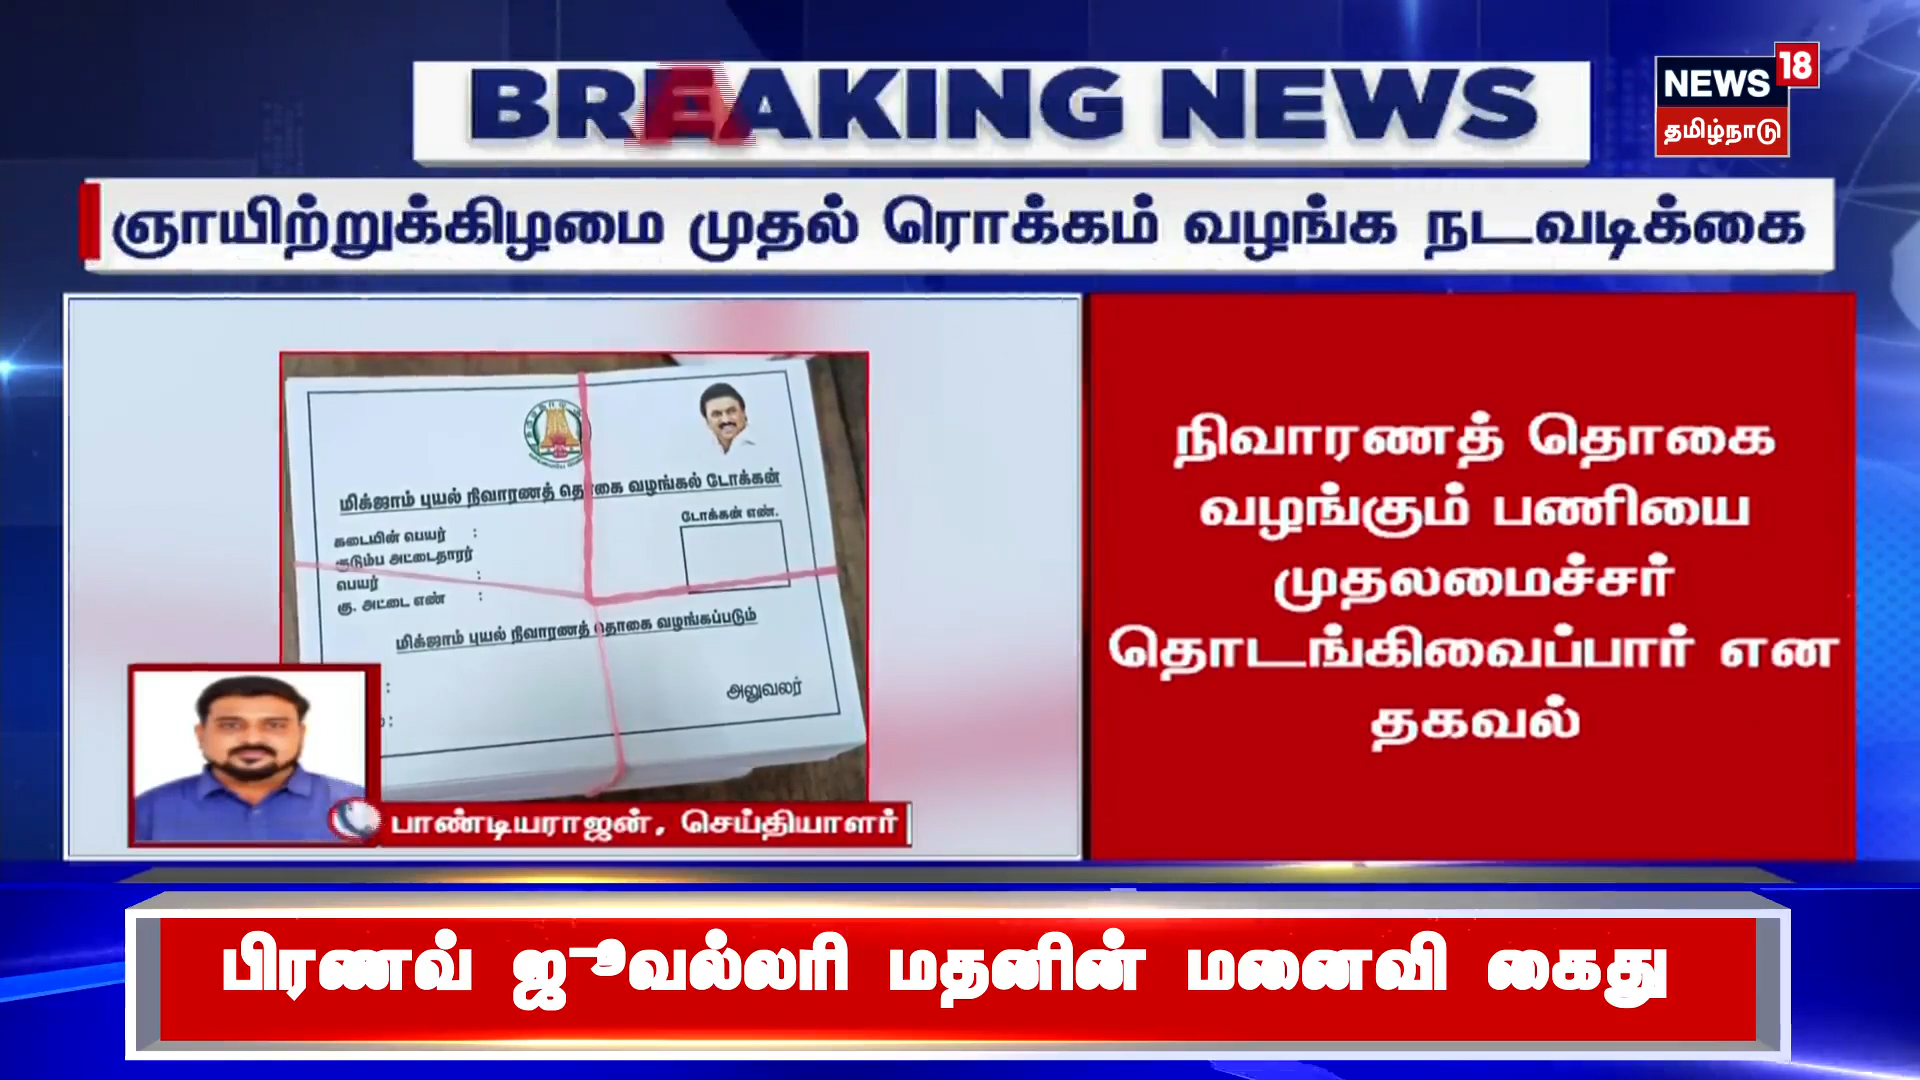 BREAKING NEWS
NEWS 18
தமிழ்நாடு
ஞாயிற்றுக்கிழமை முதல் ரொக்கம் வழங்க நடவடிக்கை
மிக்ஜாம் புயல் நிவாரணத் தொகை வழங்கல் டோக்கன்
டோக்கன் எண்.
கடையின் பெயர் :
குடும்ப அட்டைதாரர்
பெயர் :
கு. அட்டை எண் :
மிக்ஜாம் புயல் நிவாரணத் தொகை வழங்கப்படும்
அலுவலர்
பாண்டியராஜன், செய்தியாளர்
நிவாரணத் தொகை
வழங்கும் பணியை
முதலமைச்சர்
தொடங்கிவைப்பார் என
தகவல்
பிரணவ் ஜூவல்லரி மதனின் மனைவி கைது